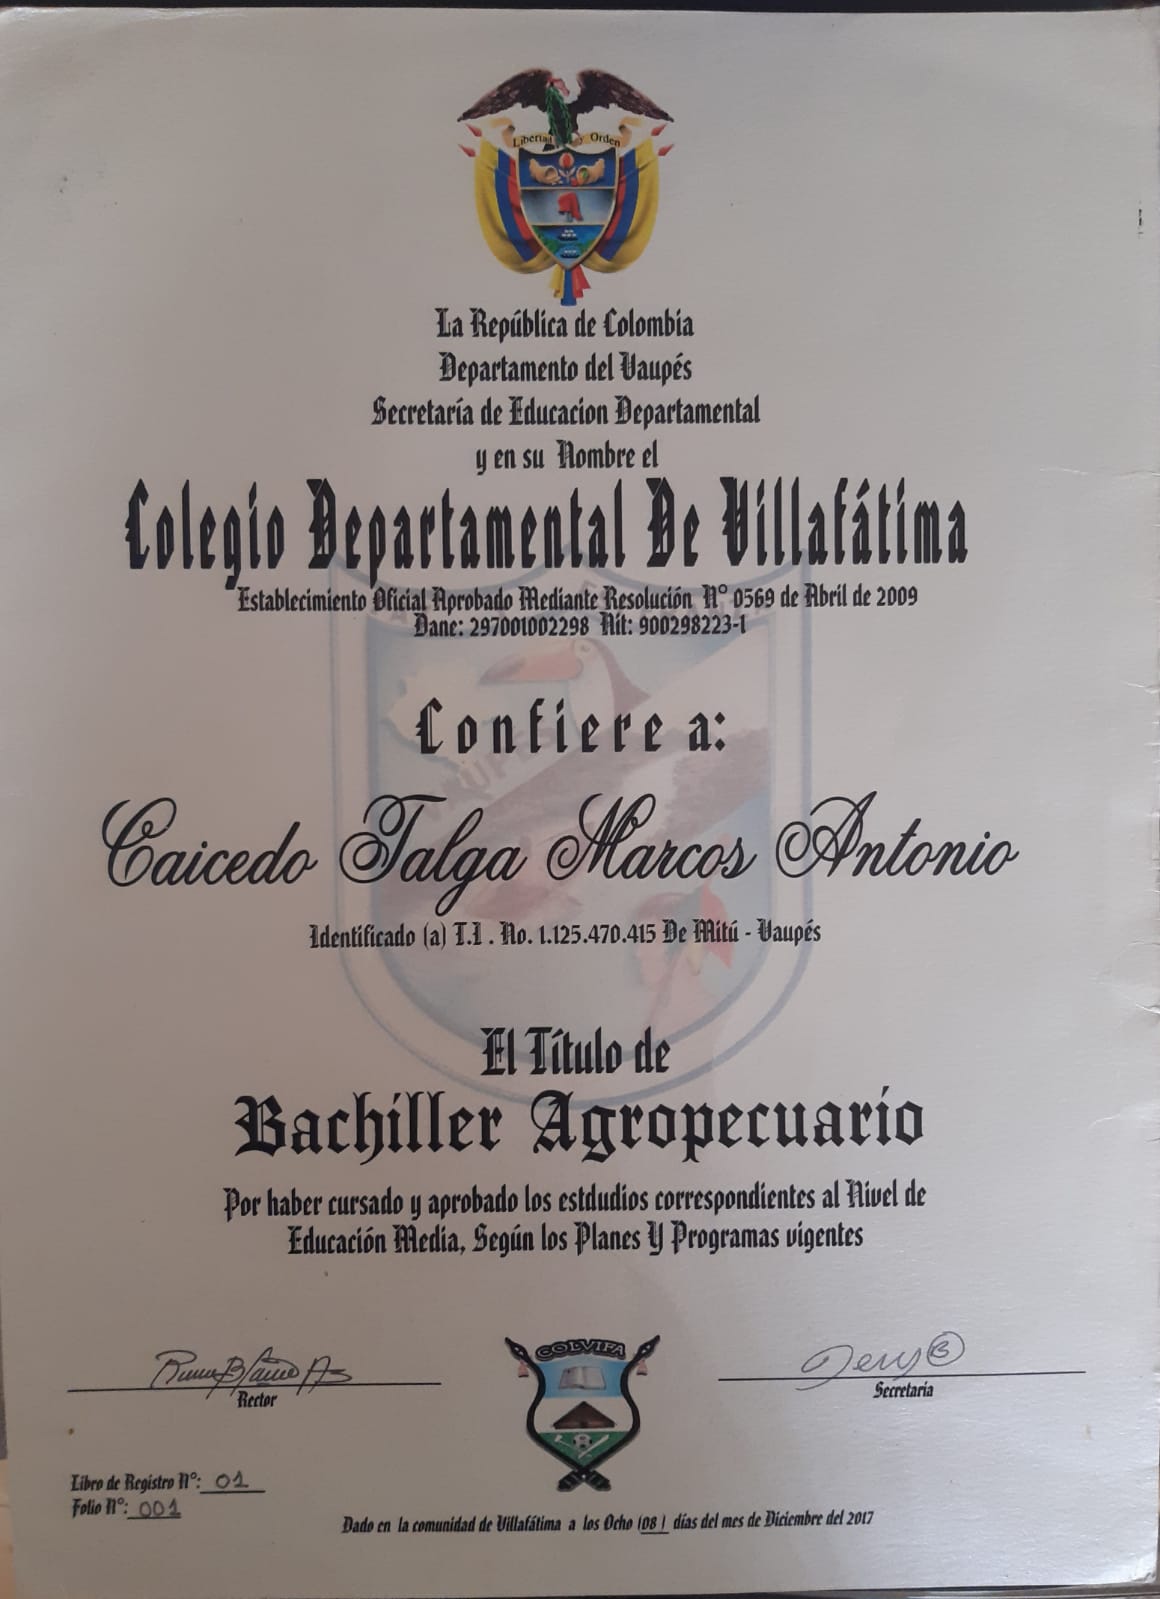 Libertad y Orden
La República de Colombia
Departamento del Vaupés
Secretaría de Educacion Departamental
y en su Nombre el
Colegio Departamental De Villafátima
Establecimiento Oficial Aprobado Mediante Resolución N° 0569 de Abril de 2009
Dane: 297001002298 Nit: 900298223-1
Confiere a:
Caicedo Talga Marcos Antonio
Identificado (a) T.I . No. 1.125.470.415 De Mitú - Vaupés
El Título de
Bachiller Agropecuario
Por haber cursado y aprobado los estdudios correspondientes al Nivel de
Educación Media, Según los Planes Y Programas vigentes
Rector
COLVIFA
Secretaria
Libro de Registro N°: 01
Folio N°: 001
Dado en la comunidad de Villafátima a los Ocho (08) días del mes de Diciembre del 2017